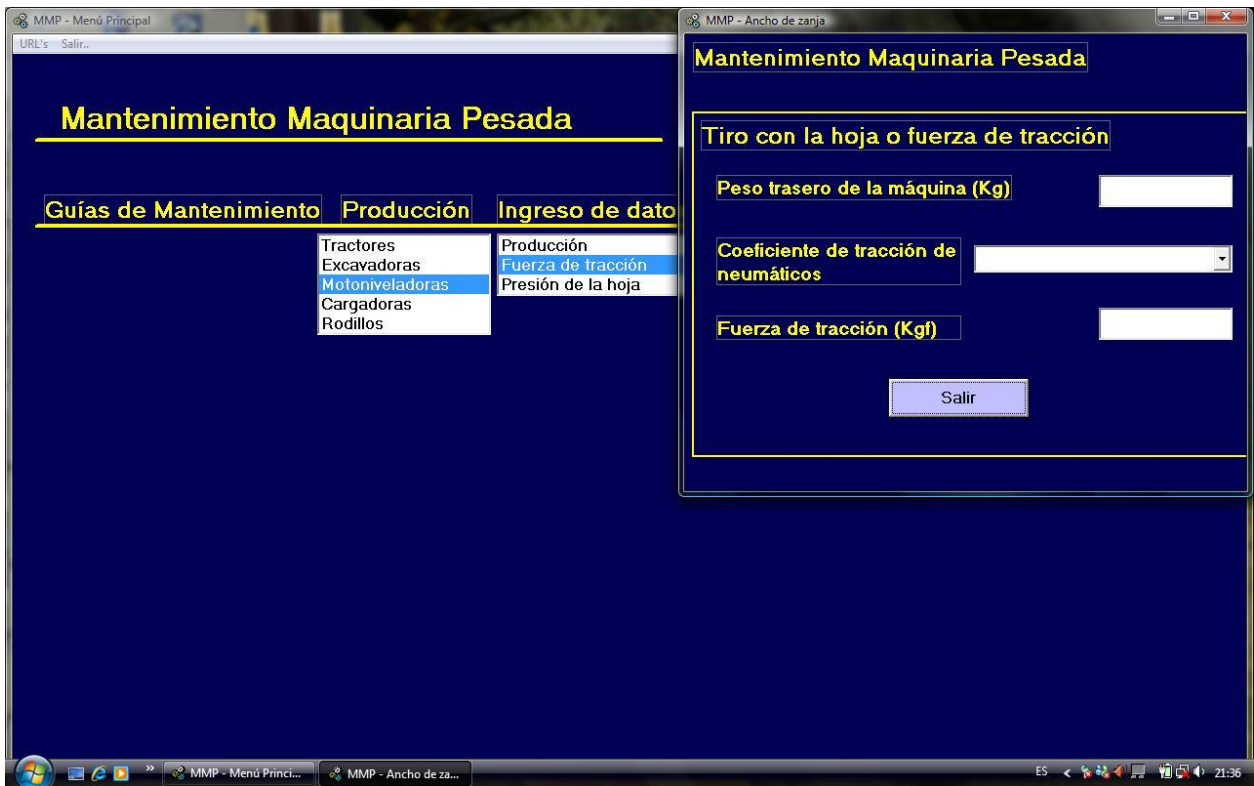 MMP - Menú Principal
URL's Salir..
Mantenimiento Maquinaria Pesada
Guías de Mantenimiento Producción Ingreso de dato
Tractores
Excavadoras
Motoniveladoras
Cargadoras
Rodillos
Producción
Fuerza de tracción
Presión de la hoja
MMP - Ancho de zanja
Mantenimiento Maquinaria Pesada
Tiro con la hoja o fuerza de tracción
Peso trasero de la máquina (Kg)
Coeficiente de tracción de
neumáticos
Fuerza de tracción (Kgf)
Salir
MMP - Menú Princi... MMP - Ancho de za... ES 21:36